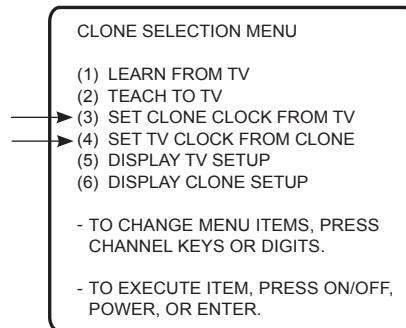 CLONE SELECTION MENU
(1) LEARN FROM TV
(2) TEACH TO TV
(3) SET CLONE CLOCK FROM TV
(4) SET TV CLOCK FROM CLONE
(5) DISPLAY TV SETUP
(6) DISPLAY CLONE SETUP
- TO CHANGE MENU ITEMS, PRESS
CHANNEL KEYS OR DIGITS.
- TO EXECUTE ITEM, PRESS ON/OFF,
POWER, OR ENTER.